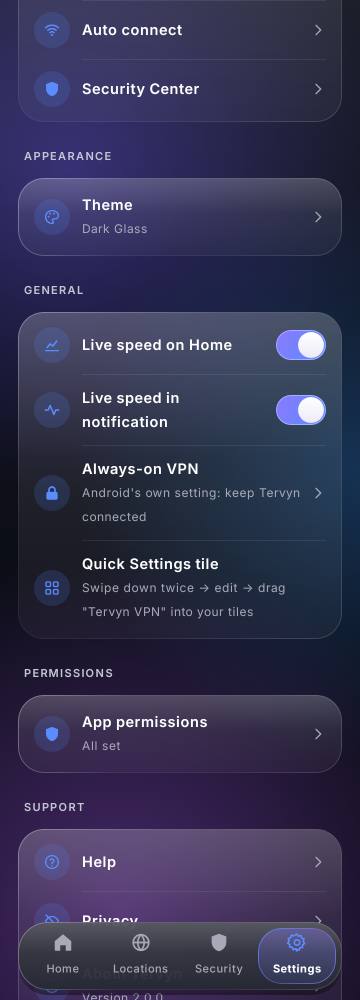 Auto connect
Security Center
APPEARANCE
Theme
Dark Glass
GENERAL
Live speed on Home
Live speed in
notification
Always-on VPN
Android's own setting: keep Tervyn
connected
Quick Settings tile
Swipe down twice → edit → drag
"Tervyn VPN" into your tiles
PERMISSIONS
App permissions
All set
SUPPORT
Help
Privacy
Home
Locations
Security
Settings
Version 2.0.0